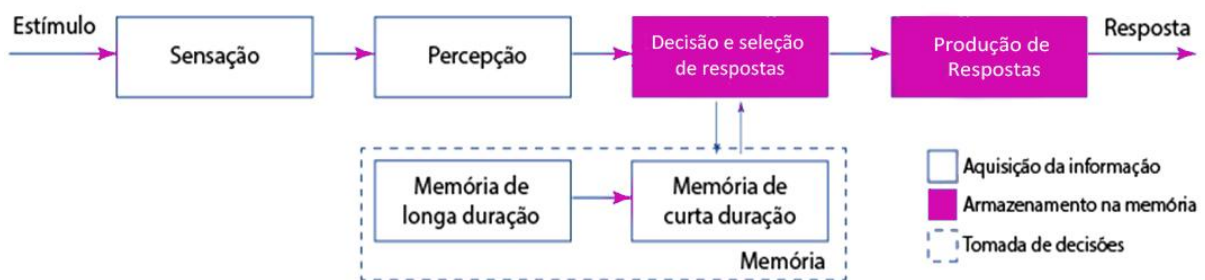 Estímulo
Sensação
Percepção
Decisão e seleção
de respostas
Produção de
Respostas
Resposta
Memória de
longa duração
Memória de
curta duração
Memória
Aquisição da informação
Armazenamento na memória
Tomada de decisões